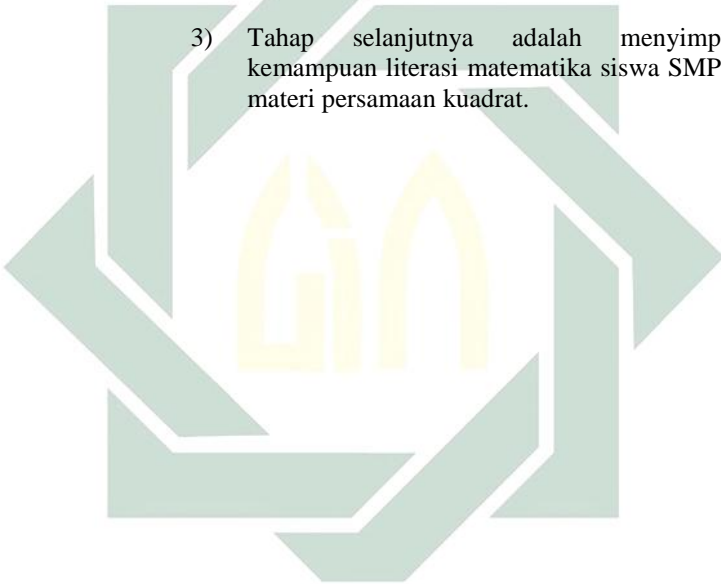 3) Tahap selanjutnya adalah menyimp
kemampuan literasi matematika siswa SMP
materi persamaan kuadrat.